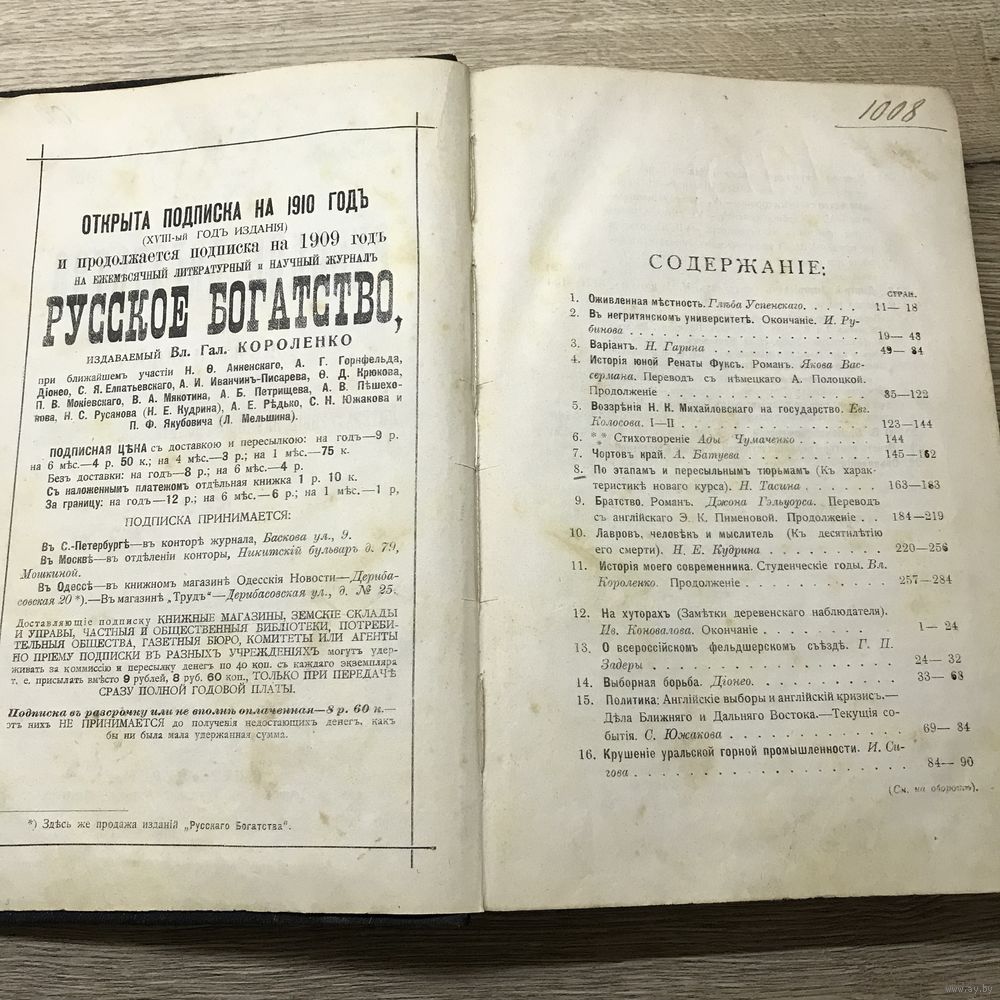 ОТКРЫТА ПОДПИСКА НА 1910 ГОДЪ
(XVIII-ый ГОДЪ ИЗДАНІЯ)
и продолжается подписка на 1909 годъ
НА ЕЖЕМѢСЯЧНЫЙ ЛИТЕРАТУРНЫЙ и НАУЧНЫЙ ЖУРНАЛЪ
РУССКОЕ БОГАТСТВО,
ИЗДАВАЕМЫЙ Вл. Гал. КОРОЛЕНКО
при ближайшемъ участіи Н. Ѳ. Анненскаго, А. Г. Горнфельда,
Діонео, С. Я. Елпатьевскаго, А. И. Иванчинъ-Писарева, Ѳ. Д. Крюкова,
П. В. Мокіевскаго, В. А. Мякотина, А. Б. Петрищева, А. В. Пѣшехо-
нова, Н. С. Русанова (Н. Е. Кудрина), А. Е. Рѣдько, С. Н. Южакова и
П. Ф. Якубовича (Л. Мельшина).
ПОДПИСНАЯ ЦѢНА съ доставкою и пересылкою: на годъ—9 р.
на 6 мѣс.—4 р. 50 к.; на 4 мѣс.—3 р.; на 1 мѣс.—75 к.
Безъ доставки: на годъ—8 р.; на 6 мѣс.—4 р.
Съ наложеннымъ платежомъ отдѣльная книжка 1 р. 10 к.
За границу: на годъ—12 р.; на 6 мѣс.—6 р.; на 1 мѣс.—1 р,
ПОДПИСКА ПРИНИМАЕТСЯ:
Въ С.-Петербургѣ—въ конторѣ журнала, Баскова ул., 9.
Въ Москвѣ—въ отдѣленіи конторы, Никитскій бульваръ д. 79,
Мошкиной.
Въ Одессѣ—въ книжномъ магазинѣ Одесскія Новости—Дериба-
совская 20 *).—Въ магазинѣ „Трудъ“—Дерибасовская ул., д. № 25.
Доставляющіе подписку КНИЖНЫЕ МАГАЗИНЫ, ЗЕМСКІЕ СКЛАДЫ
И УПРАВЫ, ЧАСТНЫЯ И ОБЩЕСТВЕННЫЯ БИБЛІОТЕКИ, ПОТРЕБИ-
ТЕЛЬНЫЯ ОБЩЕСТВА, ГАЗЕТНЫЯ БЮРО, КОМИТЕТЫ ИЛИ АГЕНТЫ
ПО ПРІЕМУ ПОДПИСКИ ВЪ РАЗНЫХЪ УЧРЕЖДЕНІЯХЪ могутъ удер-
живать за комиссію и пересылку денегъ по 40 коп. съ каждаго экземпляра
т. е. присылать вмѣсто 9 рублей, 8 руб. 60 коп., ТОЛЬКО ПРИ ПЕРЕДАЧѢ
СРАЗУ ПОЛНОЙ ГОДОВОЙ ПЛАТЫ.
Подписка въ разсрочку или не вполнѣ оплаченная—8 р. 60 к.—
отъ нихъ НЕ ПРИНИМАЕТСЯ до полученія недостающихъ денегъ, какъ
бы ни была мала удержанная сумма.
*) Здѣсь же продажа изданій „Русскаго Богатства“.
1008
СОДЕРЖАНІЕ:
СТРАН.
1. Оживленная мѣстность. Глѣба Успенскаго. . . . . . 11— 18
2. Въ негритянскомъ университетѣ. Окончаніе. И. Ру-
бинова . . . . . . . . . . . . . . . . . . 19— 48
3. Варіантъ. Н. Гарина . . . . . . . . . . . . 49— 84
4. Исторія юной Ренаты Фуксъ. Романъ. Якова Вас-
сермана. Переводъ съ нѣмецкаго А. Полоцкой.
Продолженіе . . . . . . . . . . . . . . . . 85—122
5. Воззрѣнія Н. К. Михайловскаго на государство. Евг.
Колосова. I—II . . . . . . . . . . . . . . . 123—144
6. *** Стихотвореніе Ады Чумаченко . . . . . . 144
7. Чортовъ край. А. Батуева . . . . . . . . . . 145—162
8. По этапамъ и пересыльнымъ тюрьмамъ (Къ харак-
теристикѣ новаго курса). Н. Тасина . . . . . . 163—183
9. Братство. Романъ. Джона Гэльуорса. Переводъ
съ англійскаго Э. К. Пименовой. Продолженіе . . 184—219
10. Лавровъ, человѣкъ и мыслитель (Къ десятилѣтію
его смерти). Н. Е. Кудрина . . . . . . . . . 220—256
11. Исторія моего современника. Студенческіе годы. Вл.
Короленко. Продолженіе . . . . . . . . . . 257—284
12. На хуторахъ (Замѣтки деревенскаго наблюдателя).
Ив. Коновалова. Окончаніе . . . . . . . . . 1— 24
13. О всероссійскомъ фельдшерскомъ съѣздѣ. Г. П.
Задеры . . . . . . . . . . . . . . . . . . 24— 32
14. Выборная борьба. Діонео. . . . . . . . . . . 33— 68
15. Политика: Англійскіе выборы и англійскій кризисъ.—
Дѣла Ближняго и Дальняго Востока.—Текущія со-
бытія. С. Южакова . . . . . . . . . . . . . 69— 84
16. Крушеніе уральской горной промышленности. И. Си-
гова . . . . . . . . . . . . . . . . . . . 84— 90
(См. на оборотѣ).
www.ay.by